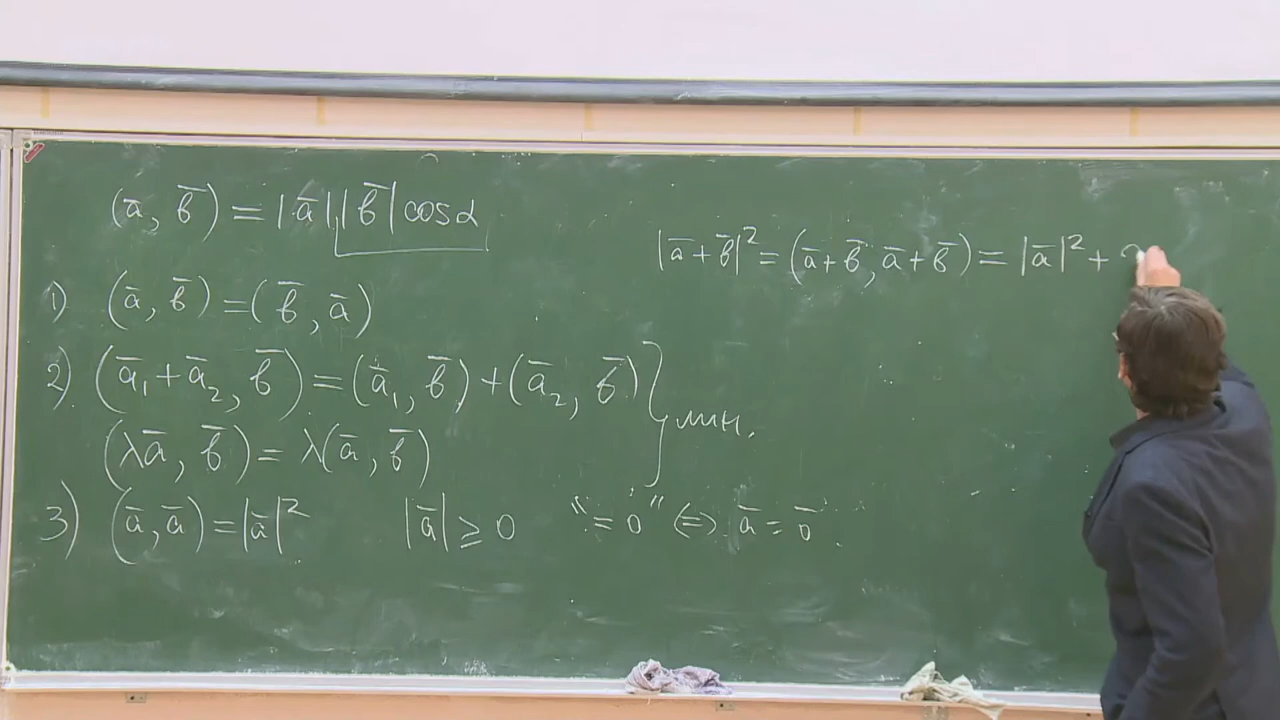 (ā, в̄) = |ā||в̄| cos α
1) (ā, в̄) = (в̄, ā)
2) (ā₁ + ā₂, в̄) = (ā₁, в̄) + (ā₂, в̄)
(λā, в̄) = λ(ā, в̄)
лин.
3) (ā, ā) = |ā|² |ā| ≥ 0 "= 0" ⇔ ā = 0̄.
|ā + в̄|² = (ā + в̄, ā + в̄) = |ā|² +